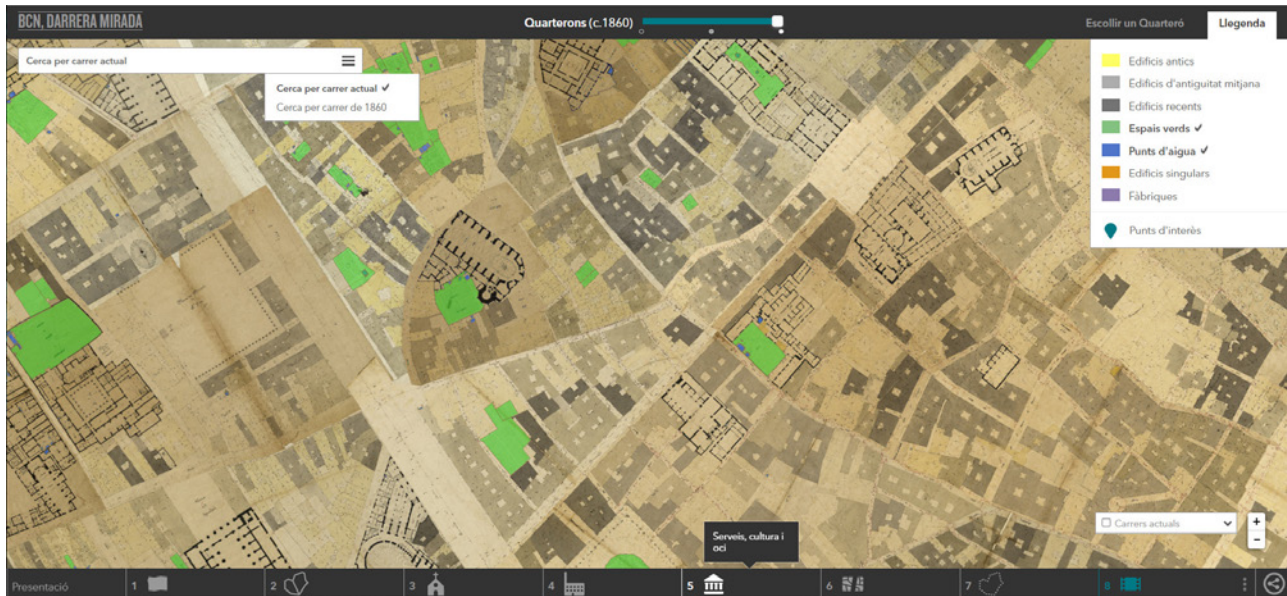 BCN, DARRERA MIRADA
Quarterons (c.1860)
Escollir un Quarteró
Llegenda
Cerca per carrer actual
Cerca per carrer actual
Cerca per carrer de 1860
Edificis antics
Edificis d'antiguitat mitjana
Edificis recents
Espais verds
Punts d'aigua
Edificis singulars
Fàbriques
Punts d'interès
Carrers actuals
+
−
Serveis, cultura i
oci
Presentació
1
2
3
4
5
6
7
8